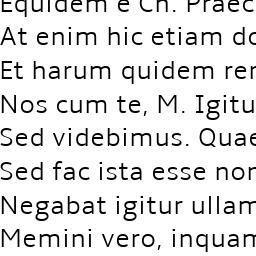 Equidem e Cn. Praec
At enim hic etiam do
Et harum quidem rer
Nos cum te, M. Igitu
Sed videbimus. Quae
Sed fac ista esse non
Negabat igitur ullam
Memini vero, inquam